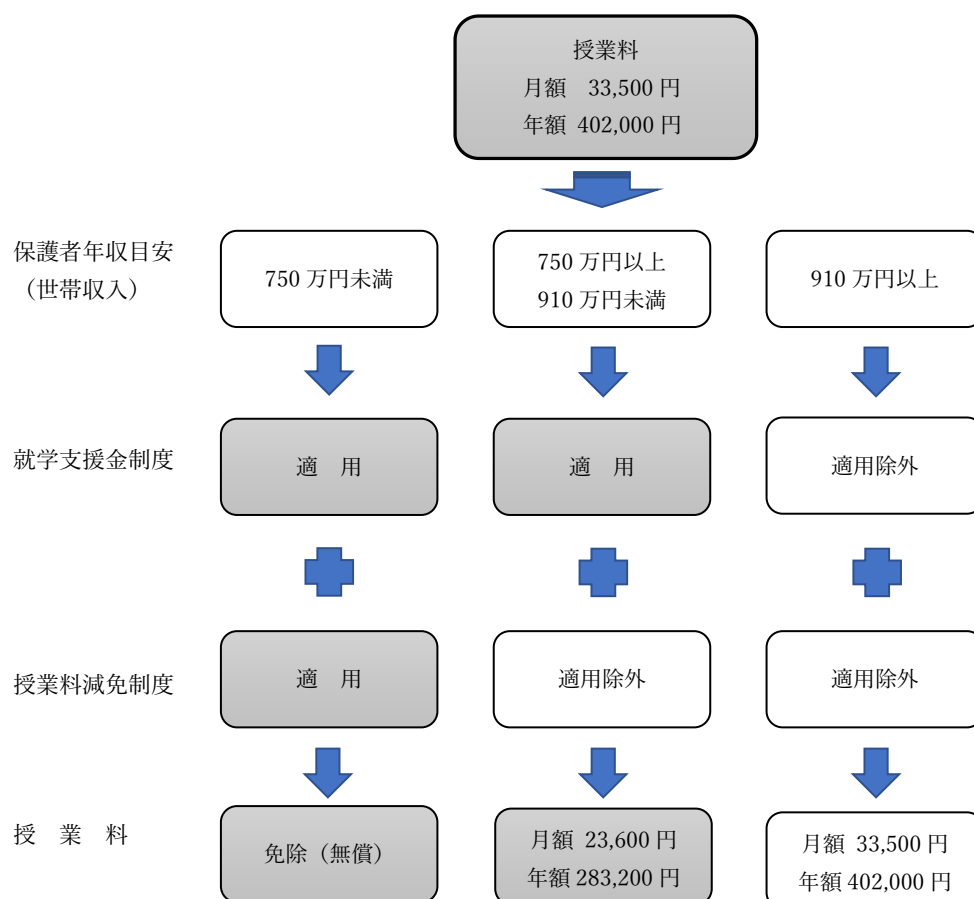 授業料
月額 33,500 円
年額 402,000 円
保護者年収目安
（世帯収入）
750 万円未満
750 万円以上
910 万円未満
910 万円以上
就学支援金制度
適 用
適 用
適用除外
授業料減免制度
適 用
適用除外
適用除外
授 業 料
免除（無償）
月額 23,600 円
年額 283,200 円
月額 33,500 円
年額 402,000 円